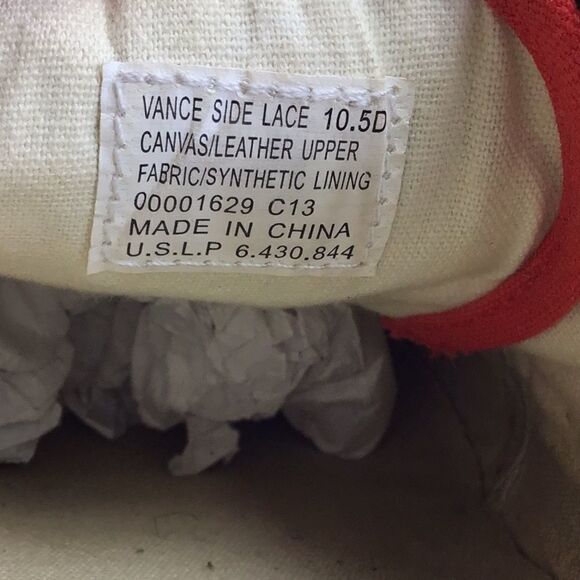 VANCE SIDE LACE 10.5D
CANVAS/LEATHER UPPER
FABRIC/SYNTHETIC LINING
00001629 C13
MADE IN CHINA
U.S.L.P 6.430.844